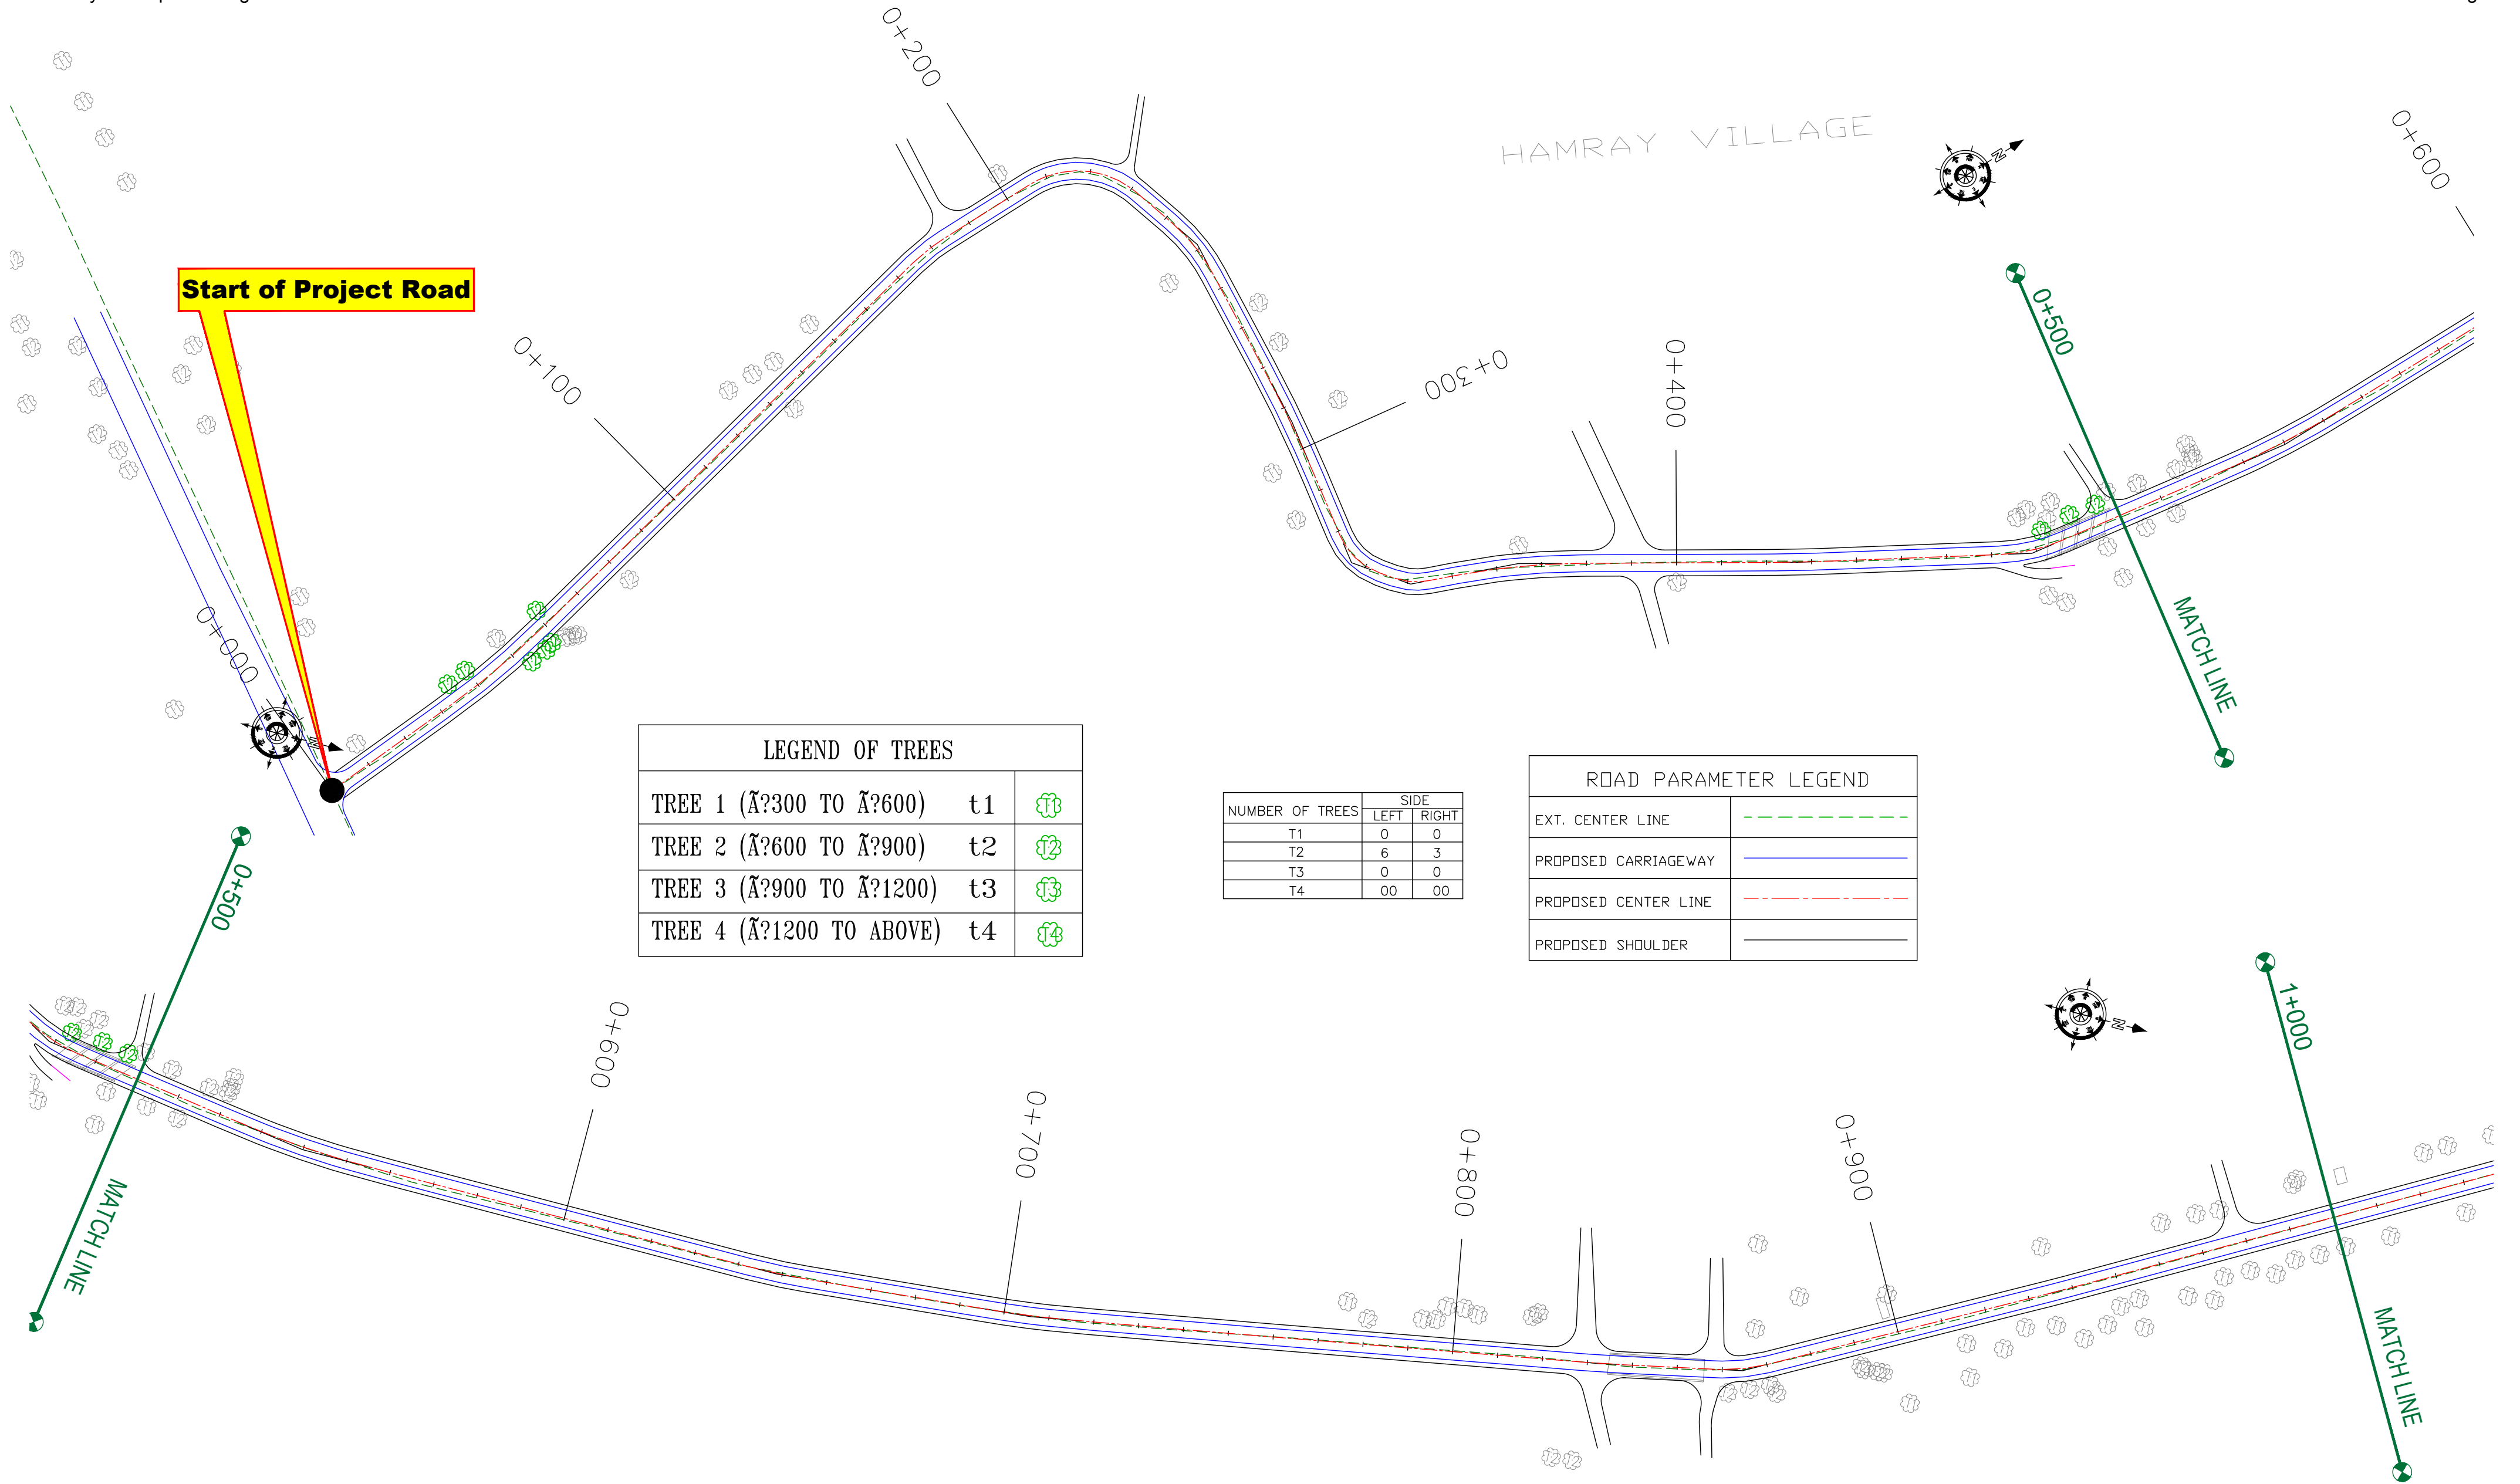 0+200
HAMRAY VILLAGE
N
0+600
Start of Project Road
0+100
0+300
0+400
0+500
MATCH LINE
0+000
N
LEGEND OF TREES
TREE 1 (Ã?300 TO Ã?600) t1 T1
TREE 2 (Ã?600 TO Ã?900) t2 T2
TREE 3 (Ã?900 TO Ã?1200) t3 T3
TREE 4 (Ã?1200 TO ABOVE) t4 T4
NUMBER OF TREES SIDE
LEFT RIGHT
T1 0 0
T2 6 3
T3 0 0
T4 00 00
ROAD PARAMETER LEGEND
EXT. CENTER LINE
PROPOSED CARRIAGEWAY
PROPOSED CENTER LINE
PROPOSED SHOULDER
0+500
MATCH LINE
0+600
0+700
0+800
0+900
N
1+000
MATCH LINE